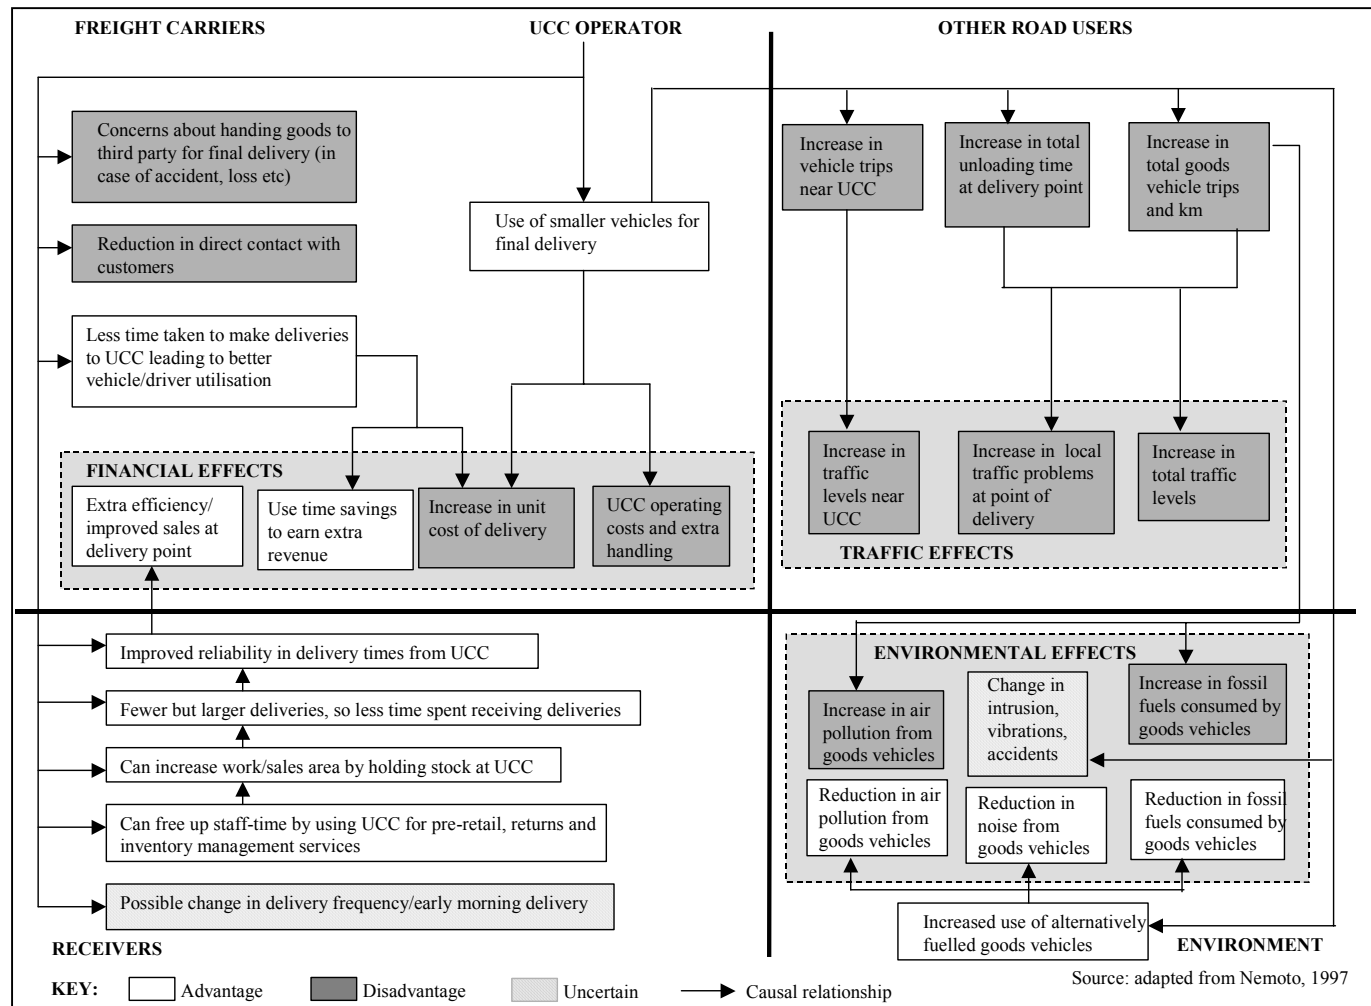 FREIGHT CARRIERS
UCC OPERATOR
OTHER ROAD USERS
Concerns about handing goods to
third party for final delivery (in
case of accident, loss etc)
Reduction in direct contact with
customers
Less time taken to make deliveries
to UCC leading to better
vehicle/driver utilisation
Use of smaller vehicles for
final delivery
Increase in
vehicle trips
near UCC
Increase in total
unloading time
at delivery point
Increase in
total goods
vehicle trips
and km
FINANCIAL EFFECTS
Extra efficiency/
improved sales at
delivery point
Use time savings
to earn extra
revenue
Increase in unit
cost of delivery
UCC operating
costs and extra
handling
Increase in
traffic
levels near
UCC
Increase in local
traffic problems
at point of
delivery
Increase in
total traffic
levels
TRAFFIC EFFECTS
Improved reliability in delivery times from UCC
Fewer but larger deliveries, so less time spent receiving deliveries
Can increase work/sales area by holding stock at UCC
Can free up staff-time by using UCC for pre-retail, returns and
inventory management services
Possible change in delivery frequency/early morning delivery
RECEIVERS
ENVIRONMENTAL EFFECTS
Increase in air
pollution from
goods vehicles
Change in
intrusion,
vibrations,
accidents
Increase in fossil
fuels consumed by
goods vehicles
Reduction in air
pollution from
goods vehicles
Reduction in
noise from
goods vehicles
Reduction in fossil
fuels consumed by
goods vehicles
Increased use of alternatively
fuelled goods vehicles
ENVIRONMENT
KEY:
Advantage
Disadvantage
Uncertain
Causal relationship
Source: adapted from Nemoto, 1997